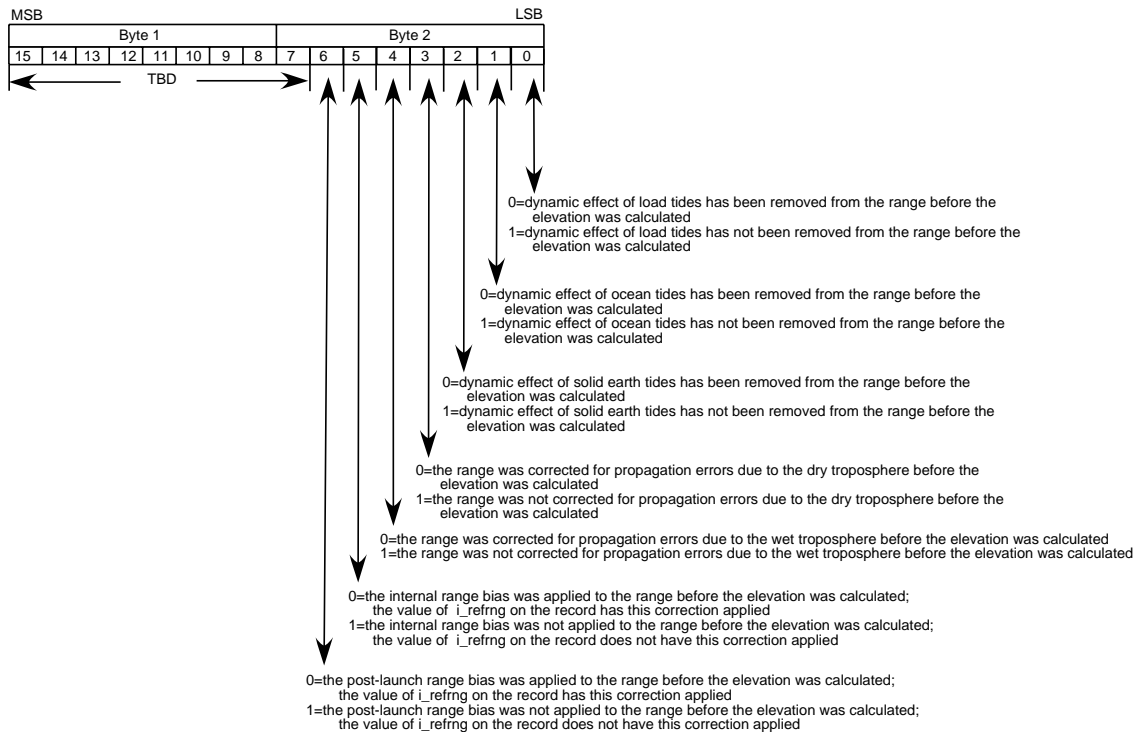 MSB LSB
Byte 1 Byte 2
15 14 13 12 11 10 9 8 7 6 5 4 3 2 1 0
TBD
0=dynamic effect of load tides has been removed from the range before the
elevation was calculated
1=dynamic effect of load tides has not been removed from the range before the
elevation was calculated
0=dynamic effect of ocean tides has been removed from the range before the
elevation was calculated
1=dynamic effect of ocean tides has not been removed from the range before the
elevation was calculated
0=dynamic effect of solid earth tides has been removed from the range before the
elevation was calculated
1=dynamic effect of solid earth tides has not been removed from the range before the
elevation was calculated
0=the range was corrected for propagation errors due to the dry troposphere before the
elevation was calculated
1=the range was not corrected for propagation errors due to the dry troposphere before the
elevation was calculated
0=the range was corrected for propagation errors due to the wet troposphere before the elevation was calculated
1=the range was not corrected for propagation errors due to the wet troposphere before the elevation was calculated
0=the internal range bias was applied to the range before the elevation was calculated;
the value of i_refrng on the record has this correction applied
1=the internal range bias was not applied to the range before the elevation was calculated;
the value of i_refrng on the record does not have this correction applied
0=the post-launch range bias was applied to the range before the elevation was calculated;
the value of i_refrng on the record has this correction applied
1=the post-launch range bias was not applied to the range before the elevation was calculated;
the value of i_refrng on the record does not have this correction applied